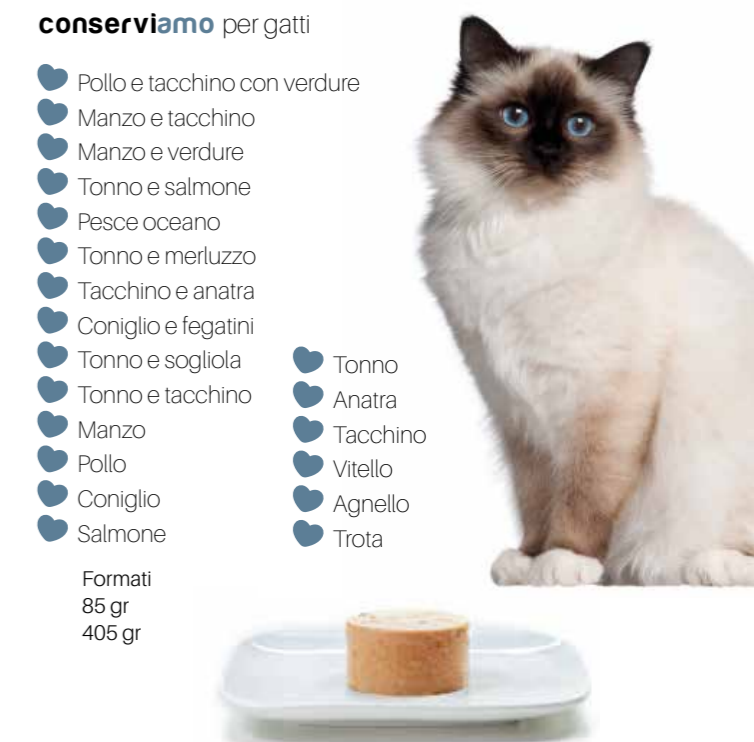 conserviamo per gatti
Pollo e tacchino con verdure
Manzo e tacchino
Manzo e verdure
Tonno e salmone
Pesce oceano
Tonno e merluzzo
Tacchino e anatra
Coniglio e fegatini
Tonno e sogliola
Tonno e tacchino
Manzo
Pollo
Coniglio
Salmone
Tonno
Anatra
Tacchino
Vitello
Agnello
Trota
Formati
85 gr
405 gr